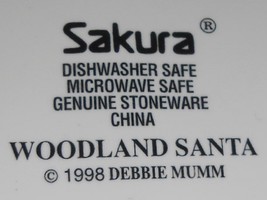 Sakura®
DISHWASHER SAFE
MICROWAVE SAFE
GENUINE STONEWARE
CHINA
WOODLAND SANTA
© 1998 DEBBIE MUMM